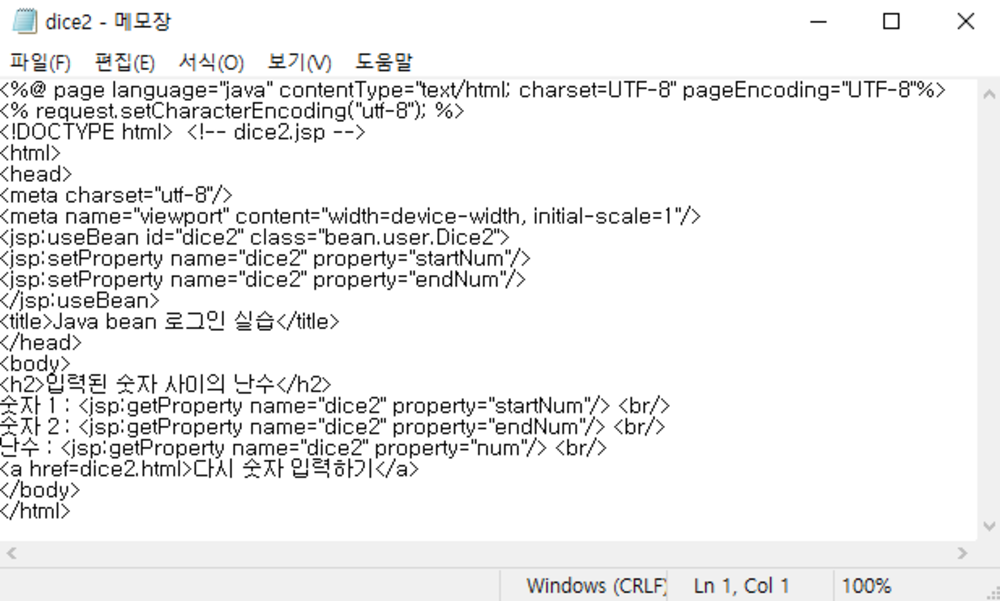 dice2 - 메모장
파일(F) 편집(E) 서식(O) 보기(V) 도움말
<%@ page language="java" contentType="text/html; charset=UTF-8" pageEncoding="UTF-8"%>
<% request.setCharacterEncoding("utf-8"); %>
<!DOCTYPE html> <!-- dice2.jsp -->
<html>
<head>
<meta charset="utf-8"/>
<meta name="viewport" content="width=device-width, initial-scale=1"/>
<jsp:useBean id="dice2" class="bean.user.Dice2">
<jsp:setProperty name="dice2" property="startNum"/>
<jsp:setProperty name="dice2" property="endNum"/>
</jsp:useBean>
<title>Java bean 로그인 실습</title>
</head>
<body>
<h2>입력된 숫자 사이의 난수</h2>
숫자 1 : <jsp:getProperty name="dice2" property="startNum"/> <br/>
숫자 2 : <jsp:getProperty name="dice2" property="endNum"/> <br/>
난수 : <jsp:getProperty name="dice2" property="num"/> <br/>
<a href=dice2.html>다시 숫자 입력하기</a>
</body>
</html>
Windows (CRLF) Ln 1, Col 1 100%